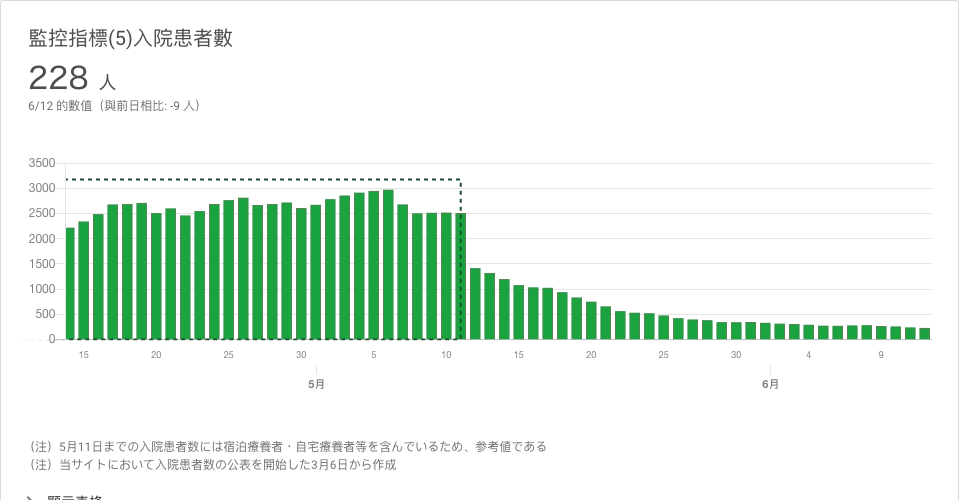 監控指標(5)入院患者數
228 人
6/12 的數值（與前日相比: -9 人）
3500
3000
2500
2000
1500
1000
500
0
15 20 25 30 5 10 15 20 25 30 4 9
5月 6月
（注）5月11日までの入院患者数には宿泊療養者・自宅療養者等を含んでいるため、参考値である
（注）当サイトにおいて入院患者数の公表を開始した3月6日から作成
顯示表格